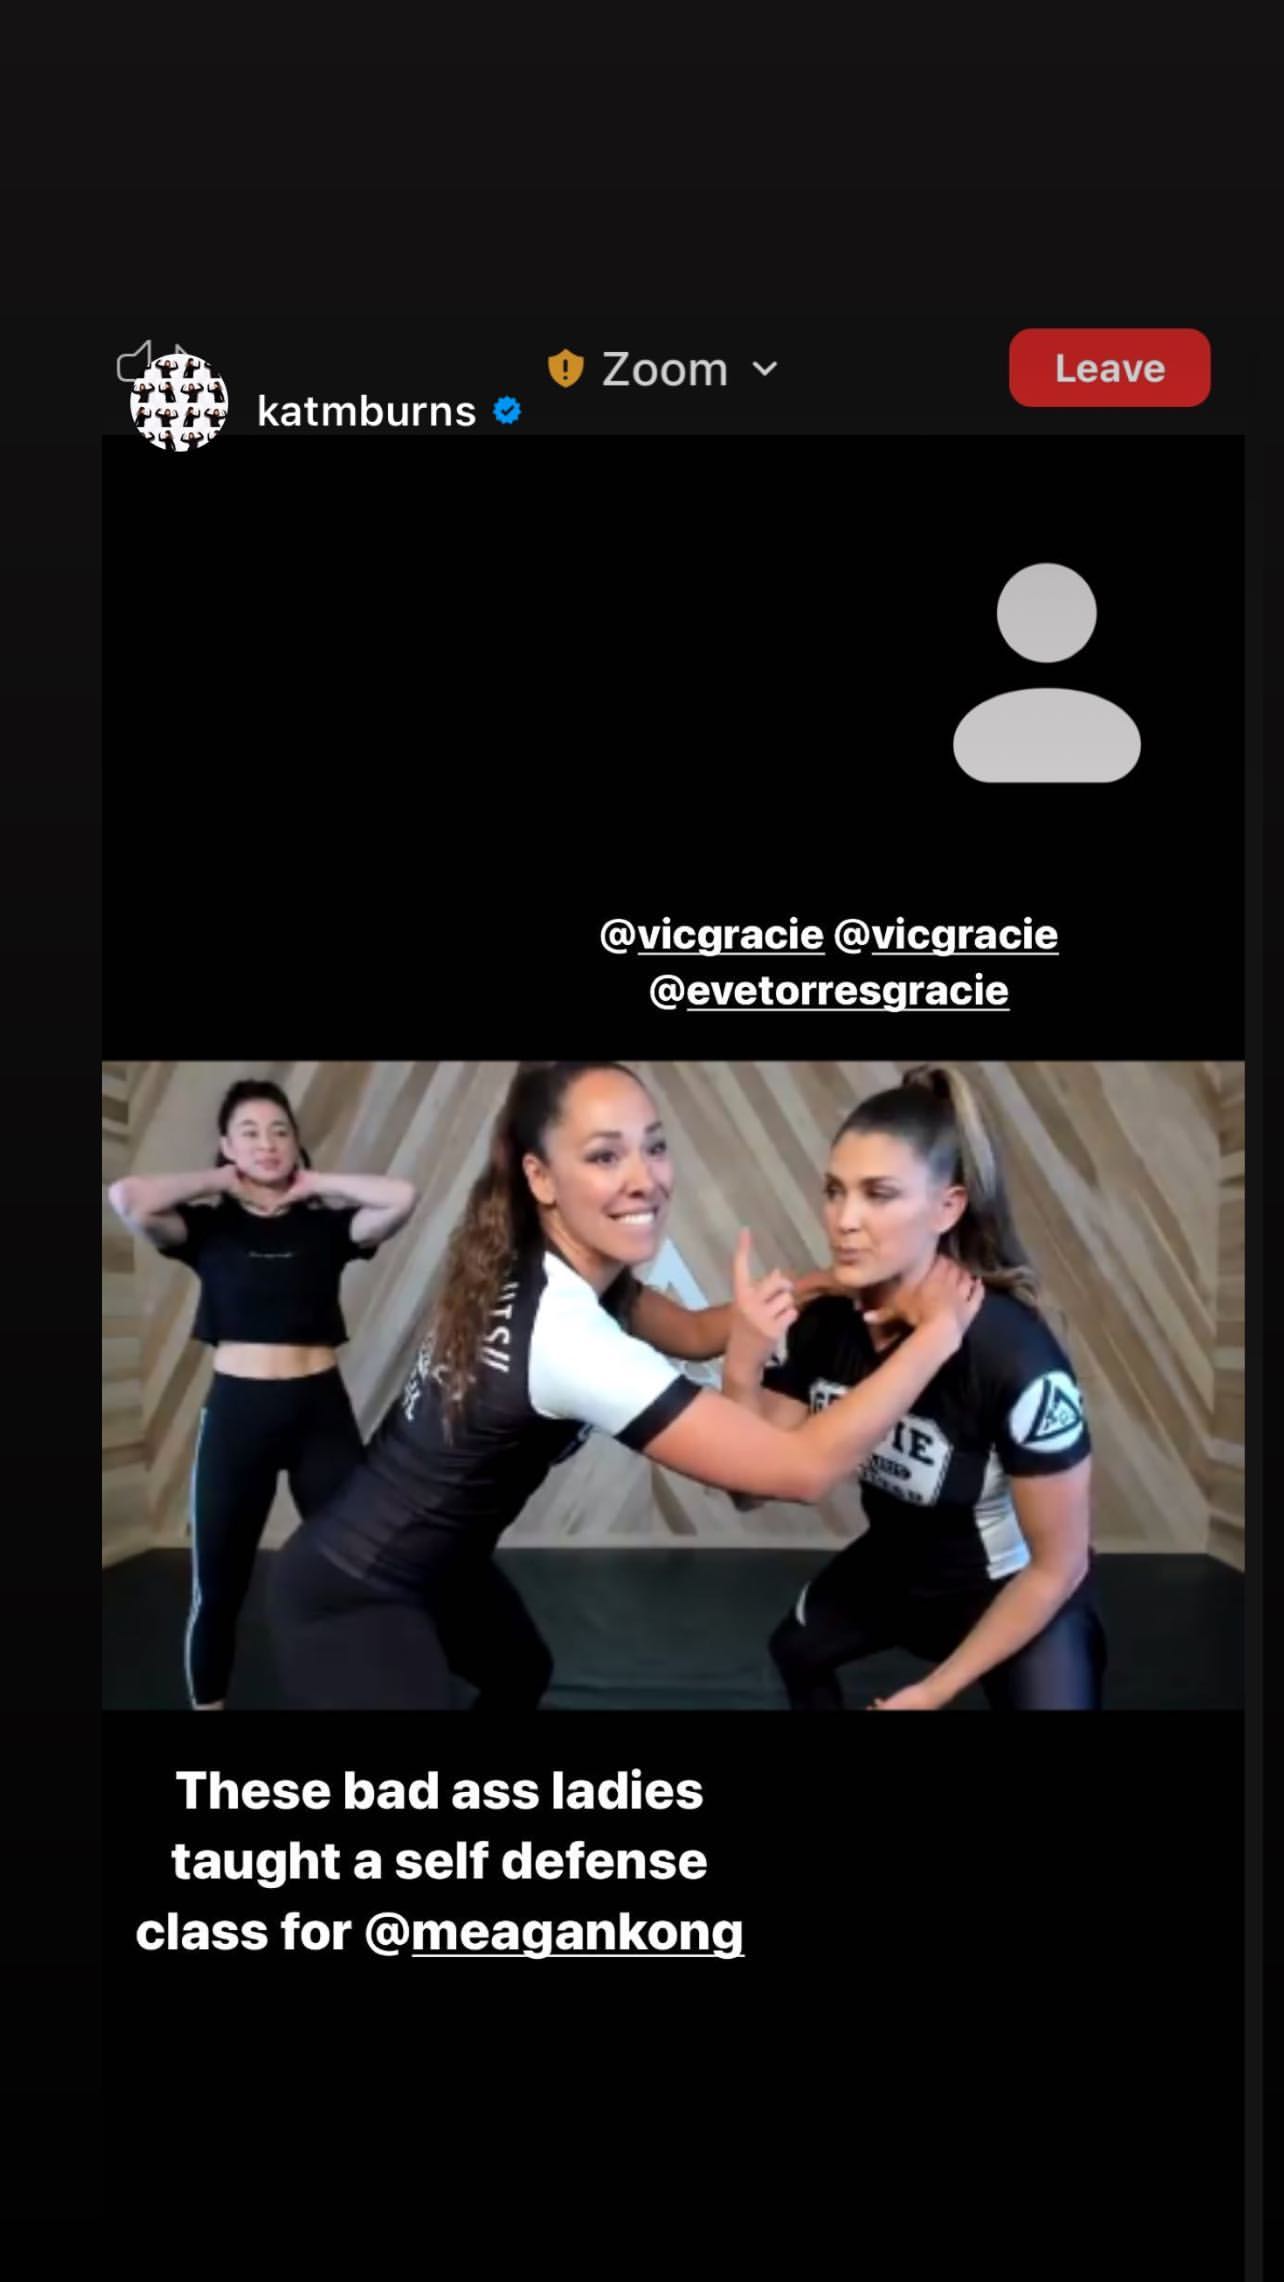 Zoom
Leave
katmburns
@vicgracie @vicgracie
@evetorresgracie
These bad ass ladies
taught a self defense
class for @meagankong